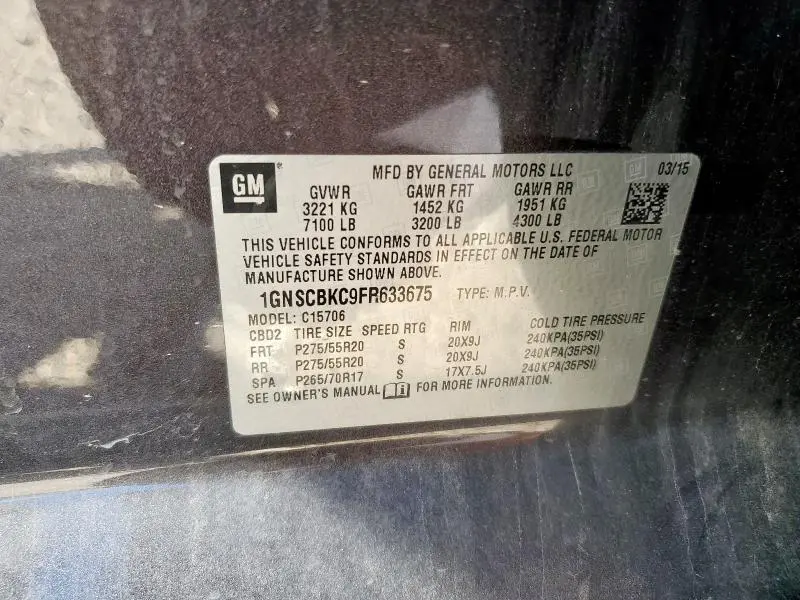 GM
MFD BY GENERAL MOTORS LLC 03/15
GVWR GAWR FRT GAWR RR
3221 KG 1452 KG 1951 KG
7100 LB 3200 LB 4300 LB
THIS VEHICLE CONFORMS TO ALL APPLICABLE U.S. FEDERAL MOTOR
VEHICLE SAFETY STANDARDS IN EFFECT ON THE DATE OF
MANUFACTURE SHOWN ABOVE.
1GNSCBKC9FR633675 TYPE: M.P.V.
MODEL: C15706
CBD2 TIRE SIZE SPEED RTG RIM COLD TIRE PRESSURE
FRT P275/55R20 S 20X9J 240KPA(35PSI)
RR P275/55R20 S 20X9J 240KPA(35PSI)
SPA P265/70R17 S 17X7.5J 240KPA(35PSI)
SEE OWNER'S MANUAL FOR MORE INFORMATION.